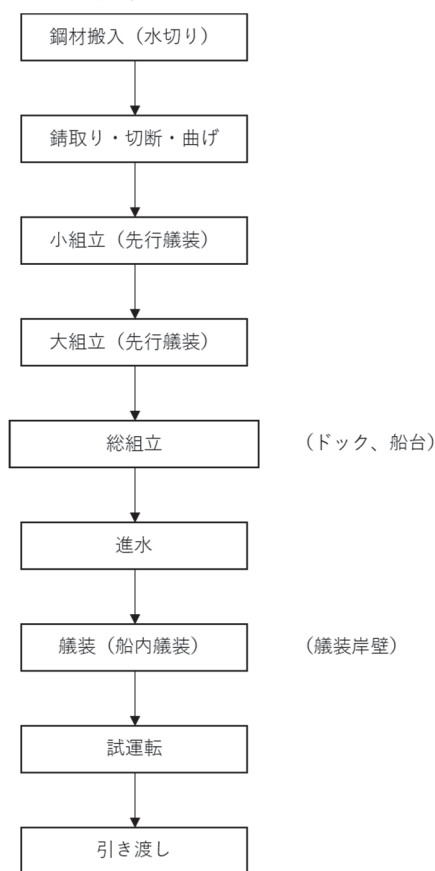 鋼材搬入（水切り）
錆取り・切断・曲げ
小組立（先行艤装）
大組立（先行艤装）
総組立
（ドック、船台）
進水
艤装（船内艤装）
（艤装岸壁）
試運転
引き渡し